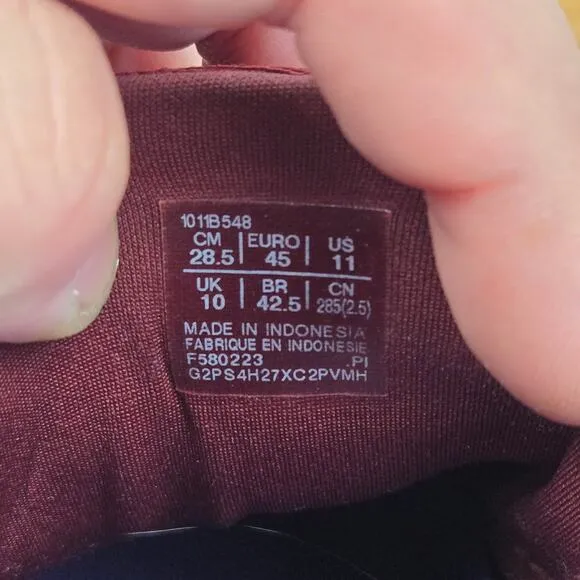 1011B548
CM | EURO | US
28.5 | 45 | 11
UK | BR | CN
10 | 42.5 | 285(2.5)
MADE IN INDONESIA
FABRIQUE EN INDONESIE
F580223 .PI
G2PS4H27XC2PVMH